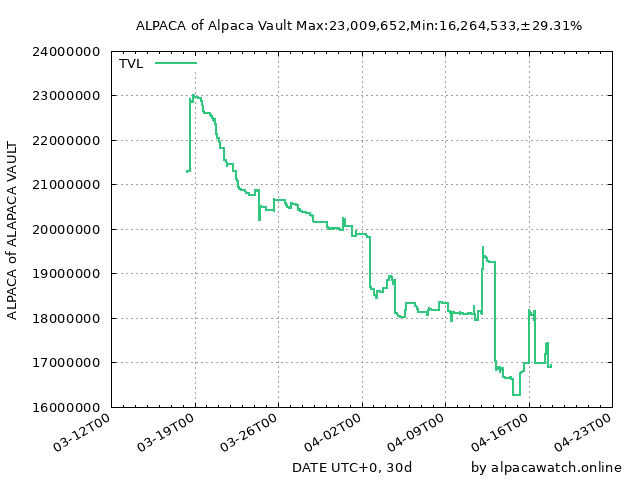 ALPACA of Alpaca Vault Max:23,009,652,Min:16,264,533,±29.31%
TVL
24000000
23000000
22000000
21000000
20000000
19000000
18000000
17000000
16000000
ALPACA of ALAPACA VAULT
03-12T00
03-19T00
03-26T00
04-02T00
04-09T00
04-16T00
04-23T00
DATE UTC+0, 30d
by alpacawatch.online